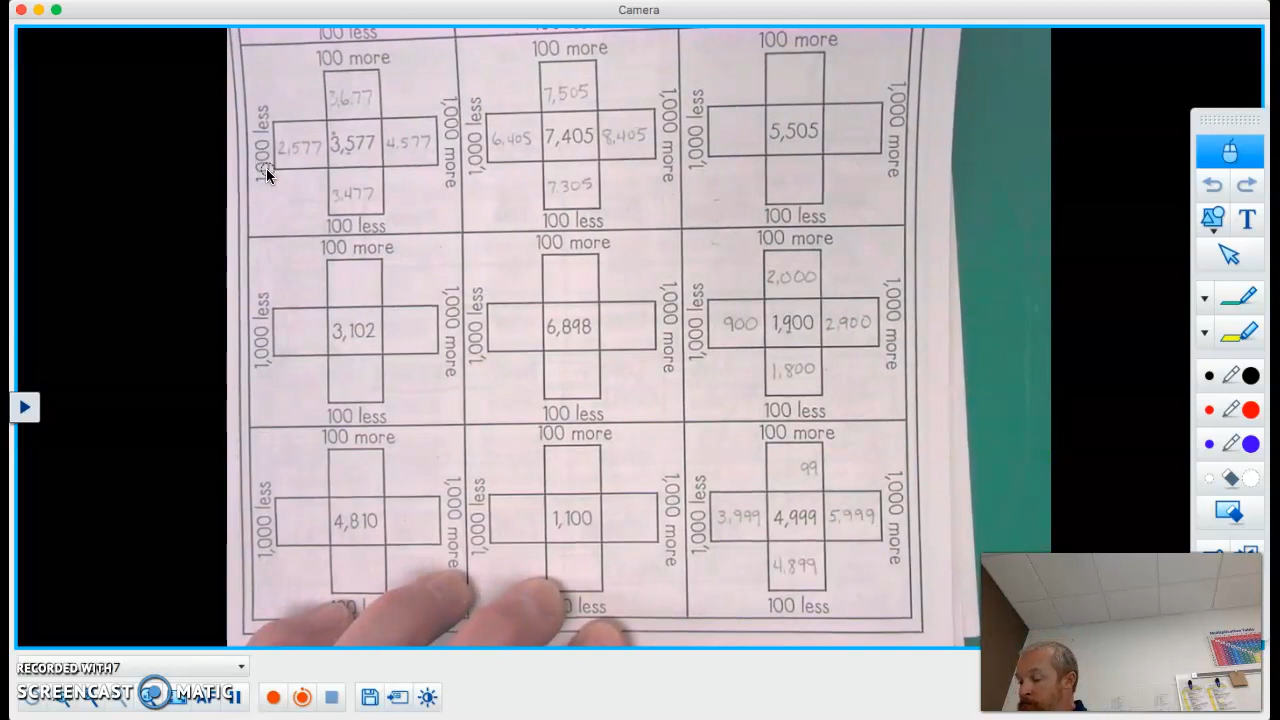 Camera
100 less
100 more
3,677
1,000 less
2,577
3,577
4,577
1,000 more
3,477
100 less
100 more
7,505
1,000 less
6,405
7,405
8,405
1,000 more
7,305
100 less
100 more
1,000 less
5,505
1,000 more
100 less
100 more
1,000 less
3,102
1,000 more
100 less
100 more
1,000 less
6,898
1,000 more
100 less
100 more
2,000
1,000 less
900
1,900
2,900
1,000 more
1,800
100 less
100 more
1,000 less
4,810
1,000 more
100 more
1,000 less
1,100
1,000 more
less
100 more
99
1,000 less
3,999
4,999
5,999
1,000 more
4,899
100 less
T
RECORDED WITH
SCREENCAST MATIC
Multiplication Table